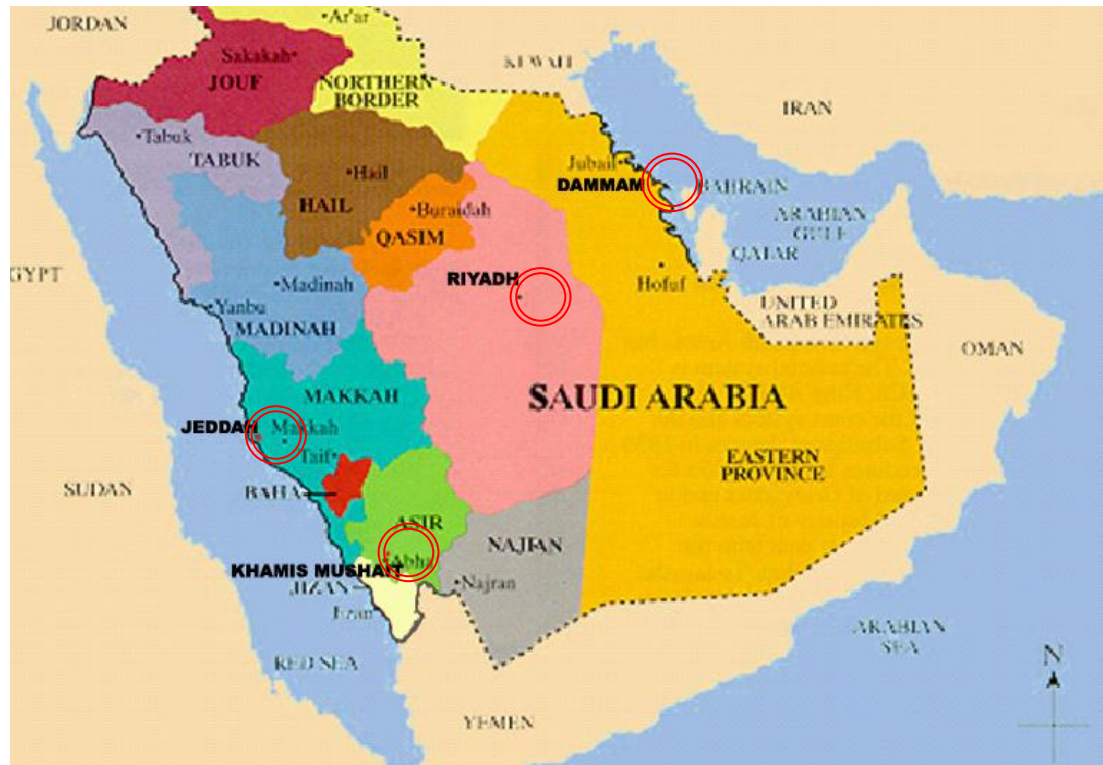 JORDAN
Ar'ar
Sakakah
JOUF
NORTHERN
BORDER
KUWAIT
IRAN
Tabuk
TABUK
Hail
HAIL
Jubail
DAMMAM
BAHRAIN
Buraidah
QASIM
ARABIAN
GULF
QATAR
EGYPT
RIYADH
Hofuf
Madinah
Yanbu
MADINAH
UNITED
ARAB EMIRATES
OMAN
MAKKAH
SAUDI ARABIA
JEDDAH
Makkah
Taif
EASTERN
PROVINCE
SUDAN
BAHA
ASIR
NAJRAN
Abha
KHAMIS MUSHAIT
JIZAN
Najran
Jizan
ARABIAN
SEA
RED SEA
N
YEMEN